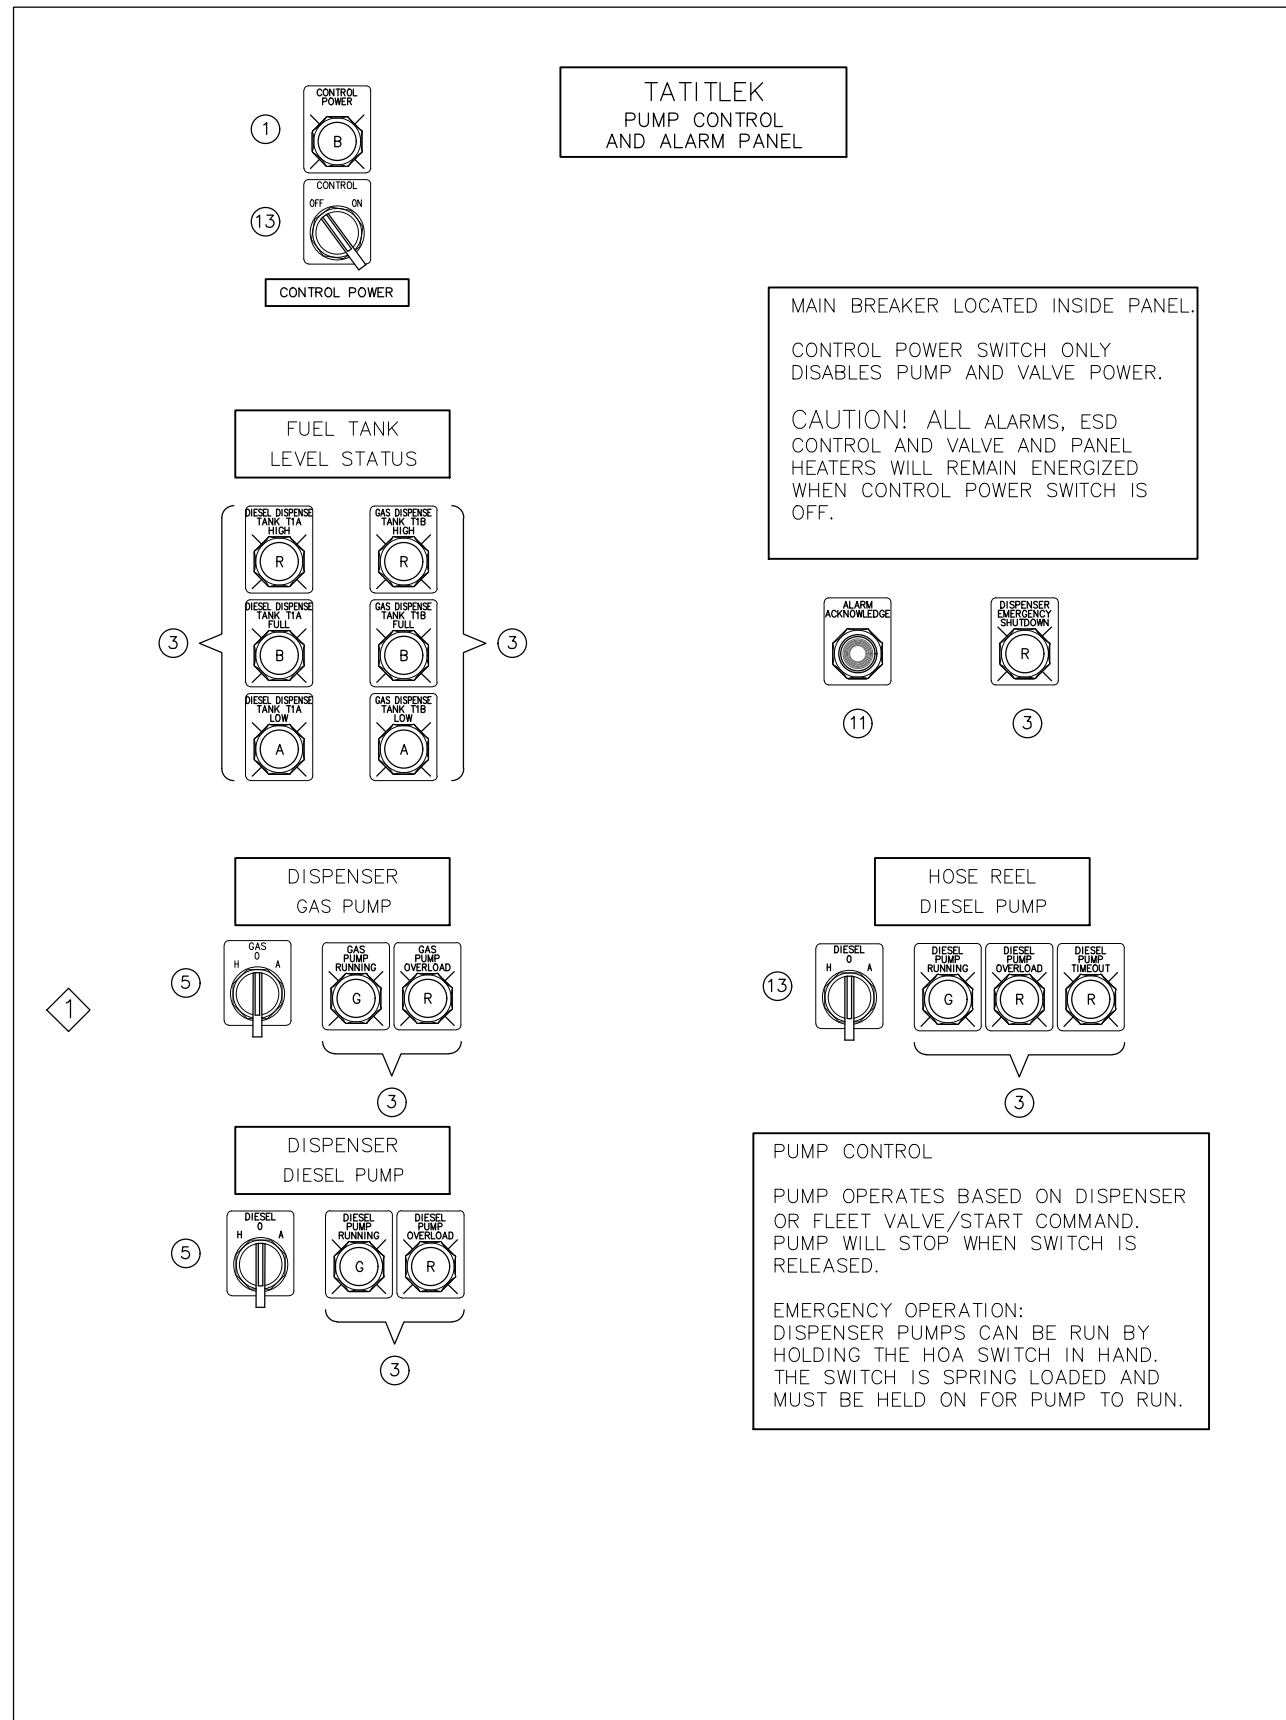 TATITLEK
PUMP CONTROL
AND ALARM PANEL
CONTROL
POWER
1
B
CONTROL
OFF ON
13
CONTROL POWER
MAIN BREAKER LOCATED INSIDE PANEL.
CONTROL POWER SWITCH ONLY
DISABLES PUMP AND VALVE POWER.
CAUTION! ALL ALARMS, ESD
CONTROL AND VALVE AND PANEL
HEATERS WILL REMAIN ENERGIZED
WHEN CONTROL POWER SWITCH IS
OFF.
FUEL TANK
LEVEL STATUS
DIESEL DISPENSE
TANK T1A
HIGH
R
GAS DISPENSE
TANK T1B
HIGH
R
DIESEL DISPENSE
TANK T1A
FULL
B
GAS DISPENSE
TANK T1B
FULL
B
3
3
DIESEL DISPENSE
TANK T1A
LOW
A
GAS DISPENSE
TANK T1B
LOW
A
ALARM
ACKNOWLEDGE
11
DISPENSER
EMERGENCY
SHUTDOWN
R
3
DISPENSER
GAS PUMP
1
5
GAS
0
H A
GAS
PUMP
RUNNING
G
GAS
PUMP
OVERLOAD
R
3
HOSE REEL
DIESEL PUMP
13
DIESEL
0
H A
DIESEL
PUMP
RUNNING
G
DIESEL
PUMP
OVERLOAD
R
DIESEL
PUMP
TIMEOUT
R
3
DISPENSER
DIESEL PUMP
5
DIESEL
0
H A
DIESEL
PUMP
RUNNING
G
DIESEL
PUMP
OVERLOAD
R
3
PUMP CONTROL
PUMP OPERATES BASED ON DISPENSER
OR FLEET VALVE/START COMMAND.
PUMP WILL STOP WHEN SWITCH IS
RELEASED.
EMERGENCY OPERATION:
DISPENSER PUMPS CAN BE RUN BY
HOLDING THE HOA SWITCH IN HAND.
THE SWITCH IS SPRING LOADED AND
MUST BE HELD ON FOR PUMP TO RUN.